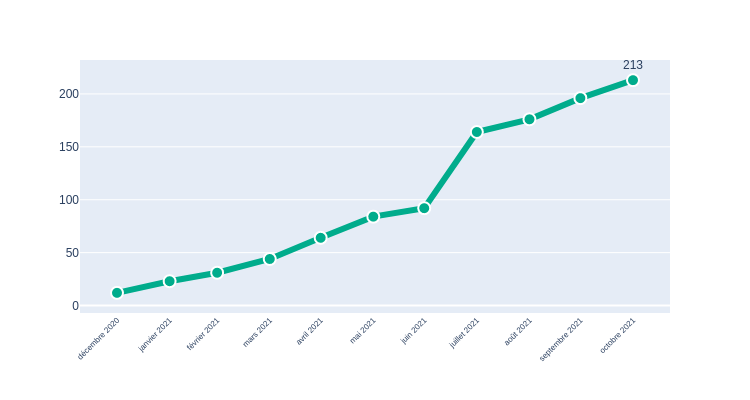 213
200
150
100
50
0
décembre 2020
janvier 2021
février 2021
mars 2021
avril 2021
mai 2021
juin 2021
juillet 2021
août 2021
septembre 2021
octobre 2021